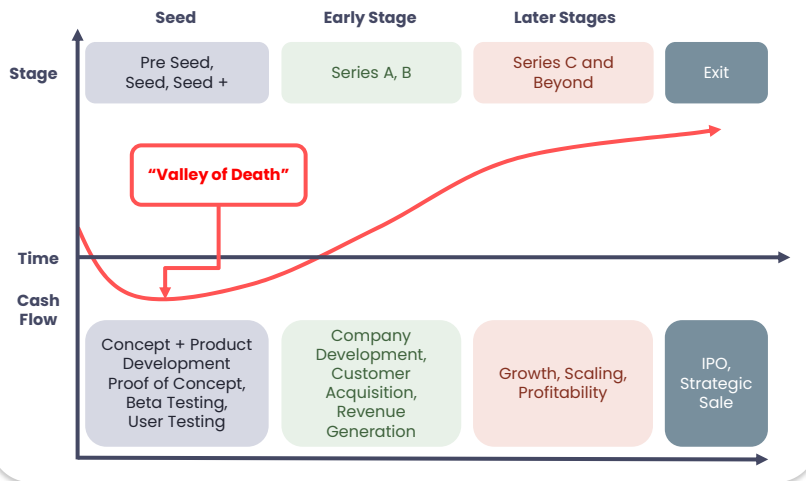 Seed
Early Stage
Later Stages
Stage
Pre Seed,
Seed, Seed +
Series A, B
Series C and
Beyond
Exit
“Valley of Death”
Time
Cash
Flow
Concept + Product
Development
Proof of Concept,
Beta Testing,
User Testing
Company
Development,
Customer
Acquisition,
Revenue
Generation
Growth, Scaling,
Profitability
IPO,
Strategic
Sale